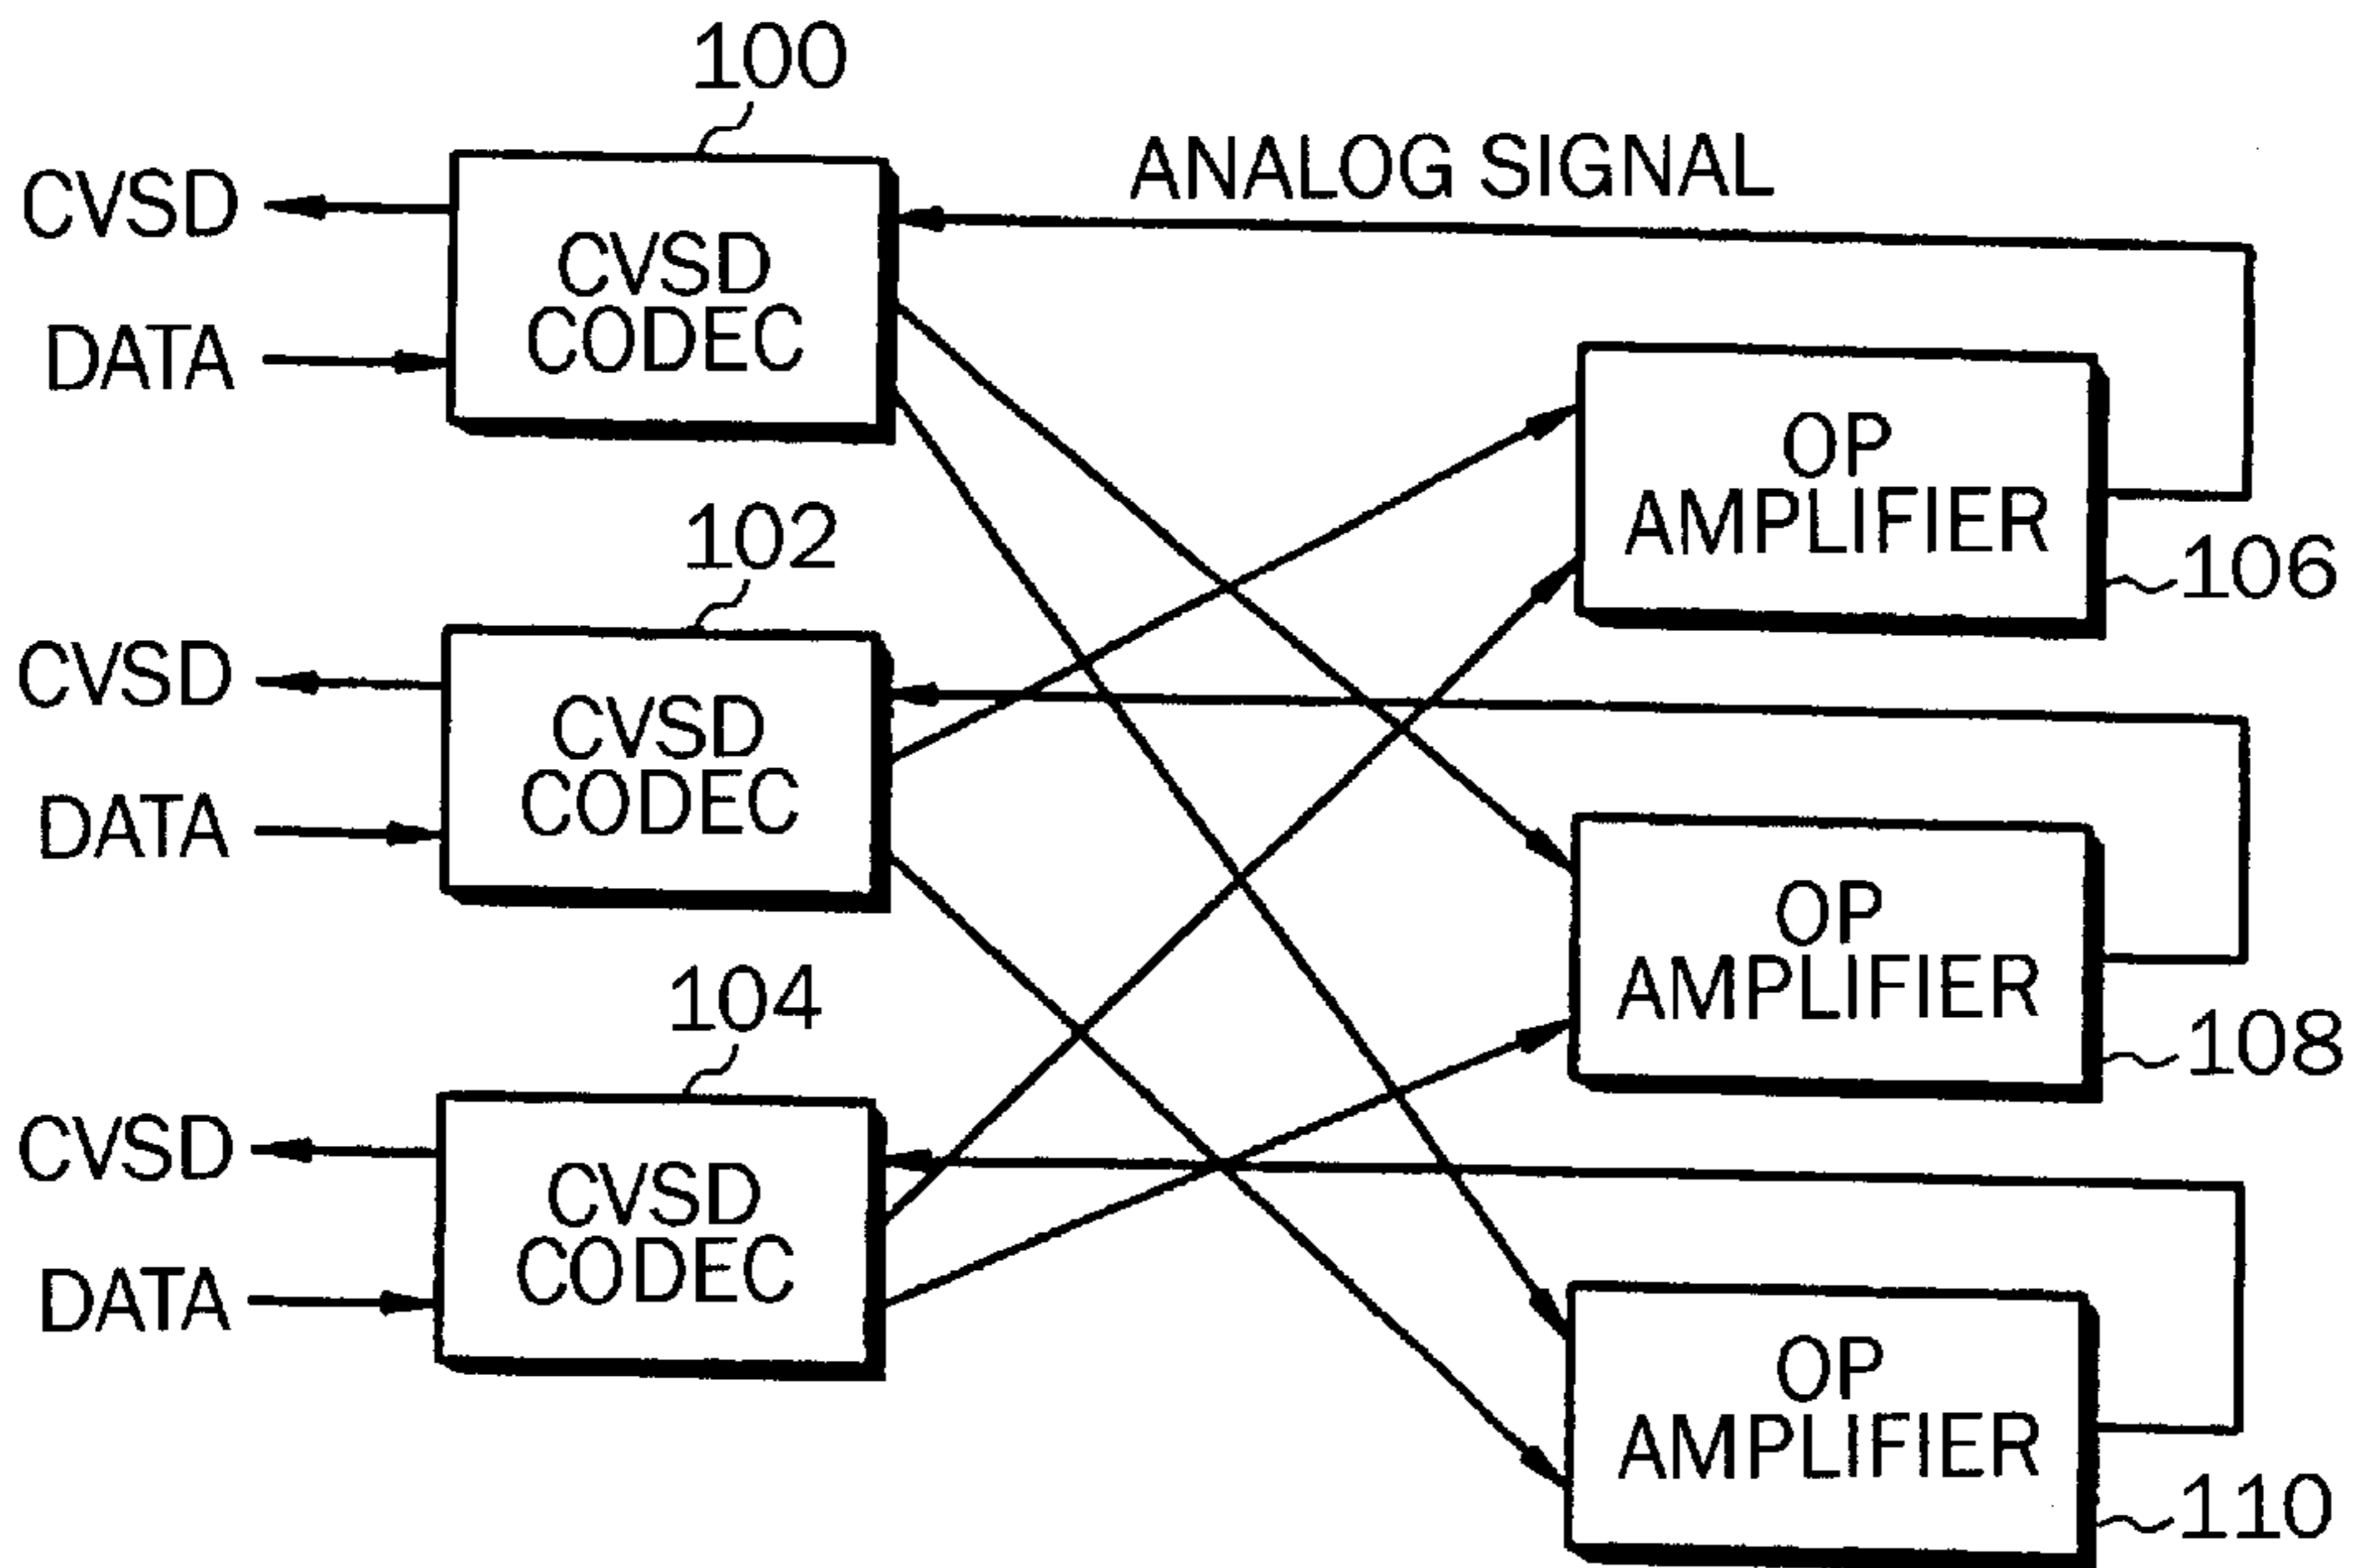 100
ANALOG SIGNAL
CVSD
DATA
CVSD
CODEC
OP
AMPLIFIER
106
102
CVSD
DATA
CVSD
CODEC
OP
AMPLIFIER
108
104
CVSD
DATA
CVSD
CODEC
OP
AMPLIFIER
110